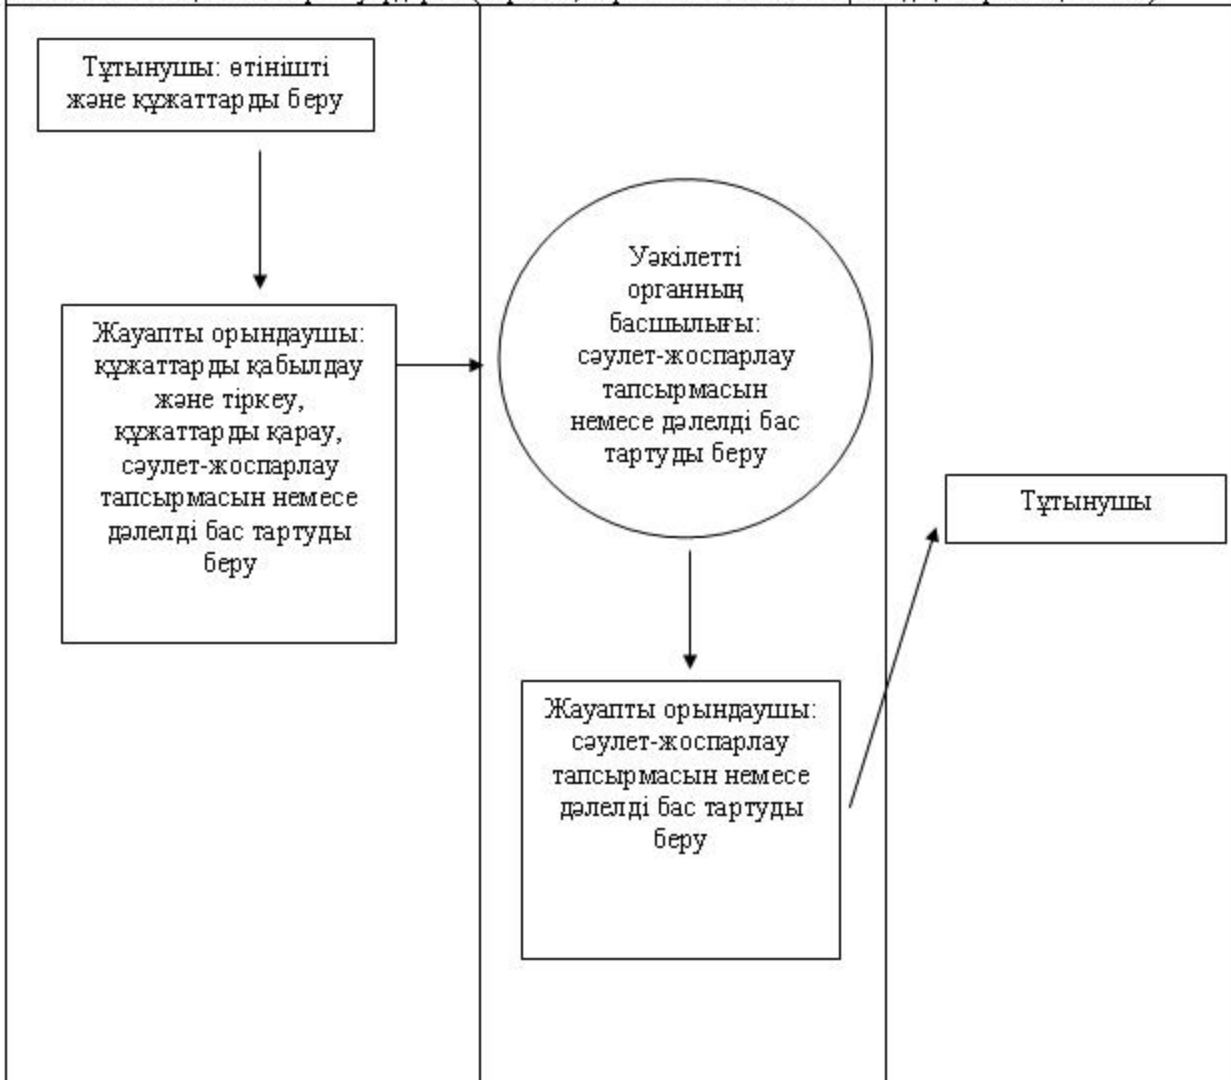 Тұтынушы: өтінішті
және құжаттарды беру
Жауапты орындаушы:
құжаттарды қабылдау
және тіркеу,
құжаттарды қарау,
сәулет-жоспарлау
тапсырмасын немесе
дәлелді бас тартуды
беру
Уәкілетті
органның
басшылығы:
сәулет-жоспарлау
тапсырмасын
немесе дәлелді бас
тартуды беру
Жауапты орындаушы:
сәулет-жоспарлау
тапсырмасын немесе
дәлелді бас тартуды
беру
Тұтынушы